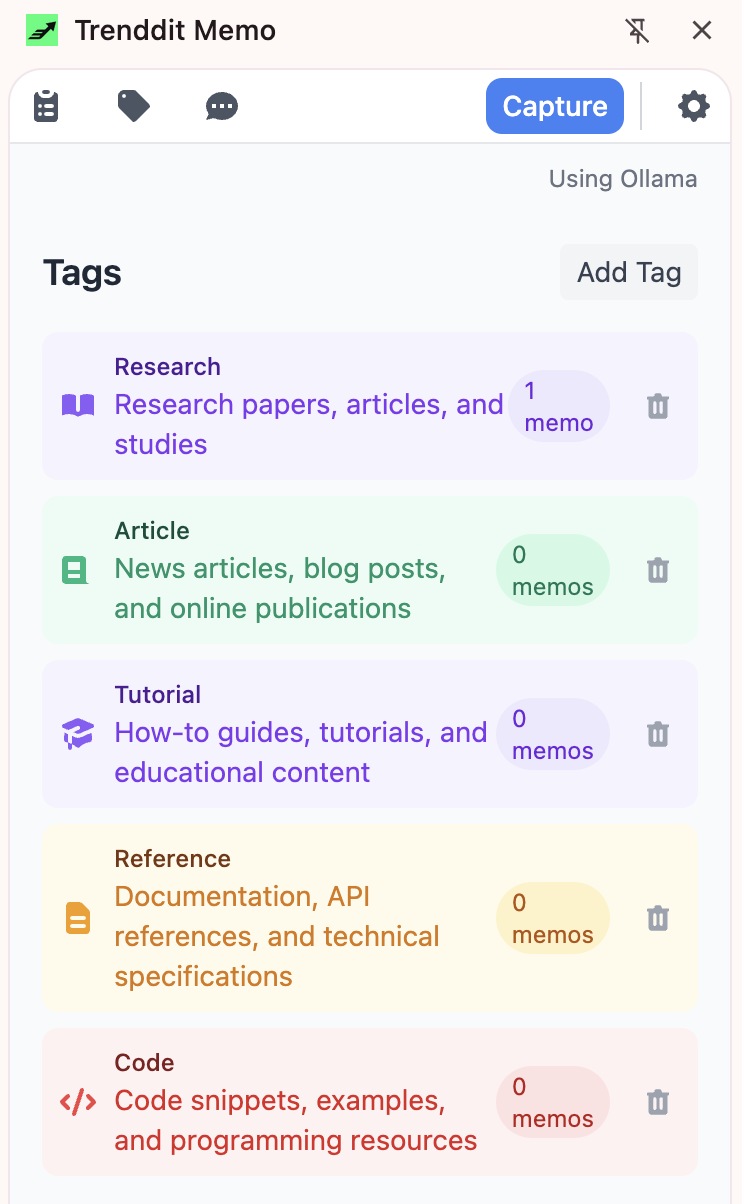 Trenddit Memo
Capture
Using Ollama
Tags
Add Tag
Research
Research papers, articles, and
studies
1
memo
Article
News articles, blog posts,
and online publications
0
memos
Tutorial
How-to guides, tutorials, and
educational content
0
memos
Reference
Documentation, API
references, and technical
specifications
0
memos
Code
Code snippets, examples,
and programming resources
0
memos